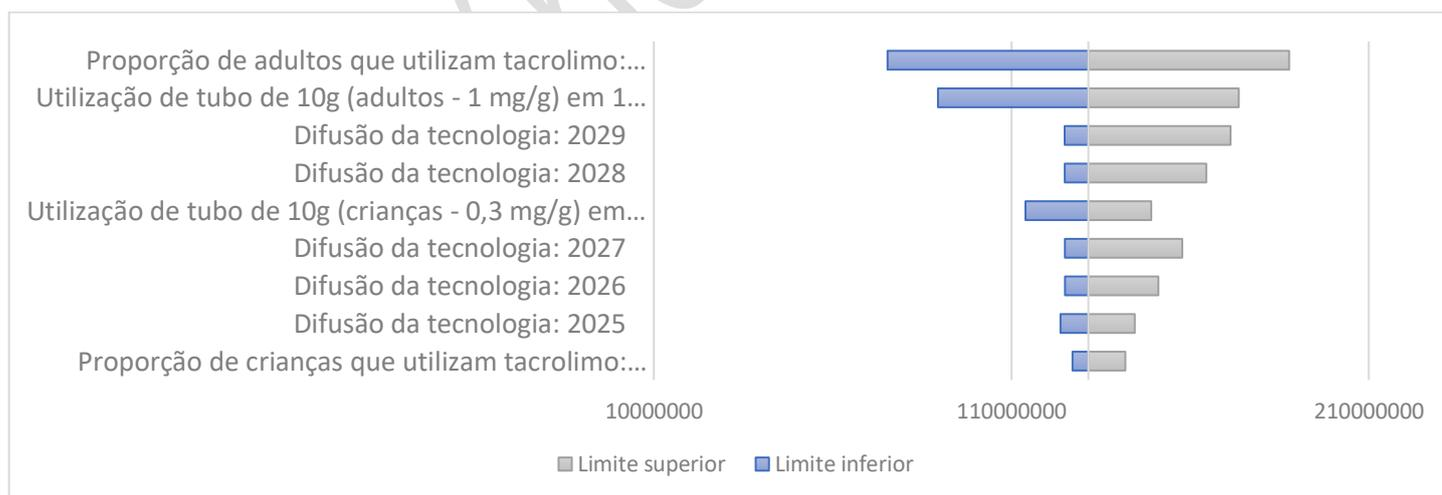 Proporção de adultos que utilizam tacrolimo:...
Utilização de tubo de 10g (adultos - 1 mg/g) em 1...
Difusão da tecnologia: 2029
Difusão da tecnologia: 2028
Utilização de tubo de 10g (crianças - 0,3 mg/g) em...
Difusão da tecnologia: 2027
Difusão da tecnologia: 2026
Difusão da tecnologia: 2025
Proporção de crianças que utilizam tacrolimo:...
10000000 110000000 210000000
Limite superior Limite inferior